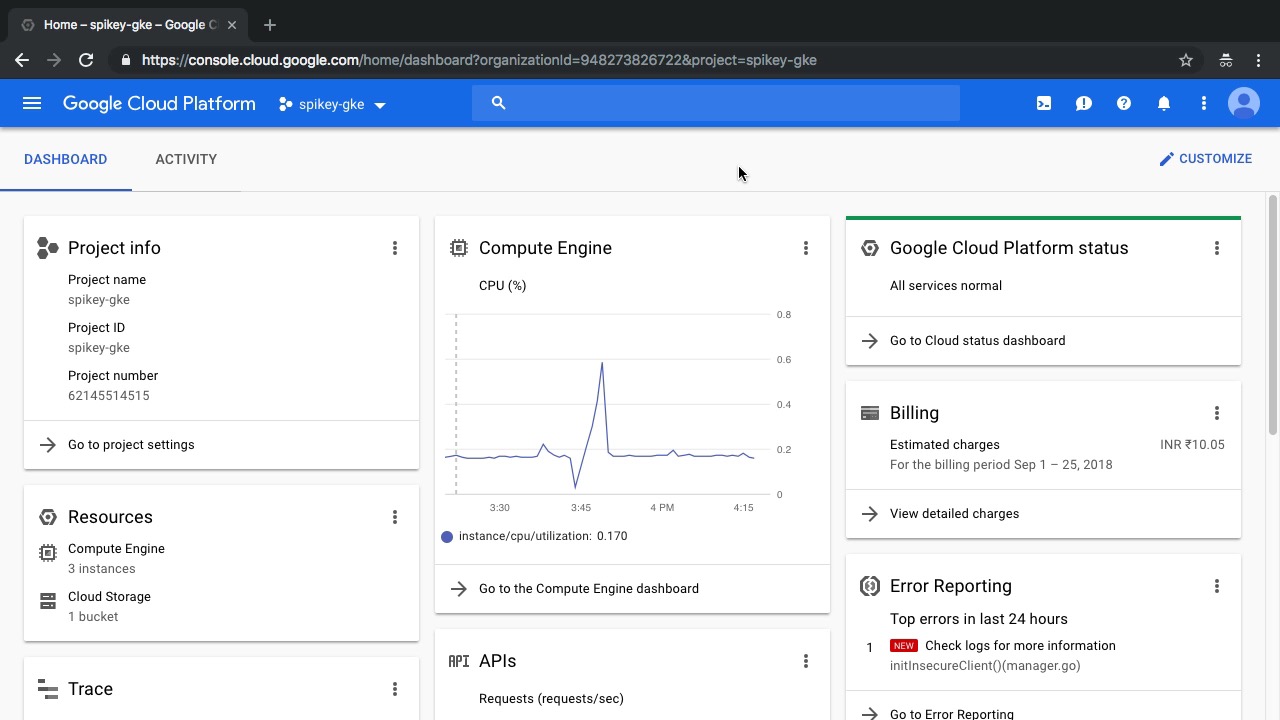 Home – spikey-gke – Google C
https://console.cloud.google.com/home/dashboard?organizationId=948273826722&project=spikey-gke
Google Cloud Platform
spikey-gke
DASHBOARD
ACTIVITY
CUSTOMIZE
Project info
Project name
spikey-gke
Project ID
spikey-gke
Project number
62145514515
Go to project settings
Resources
Compute Engine
3 instances
Cloud Storage
1 bucket
Trace
Compute Engine
CPU (%)
0.8
0.6
0.4
0.2
0
3:30 3:45 4 PM 4:15
instance/cpu/utilization: 0.170
Go to the Compute Engine dashboard
API APIs
Requests (requests/sec)
Google Cloud Platform status
All services normal
Go to Cloud status dashboard
Billing
Estimated charges INR ₹10.05
For the billing period Sep 1 – 25, 2018
View detailed charges
Error Reporting
Top errors in last 24 hours
1 NEW Check logs for more information
initInsecureClient()(manager.go)
Go to Error Reporting